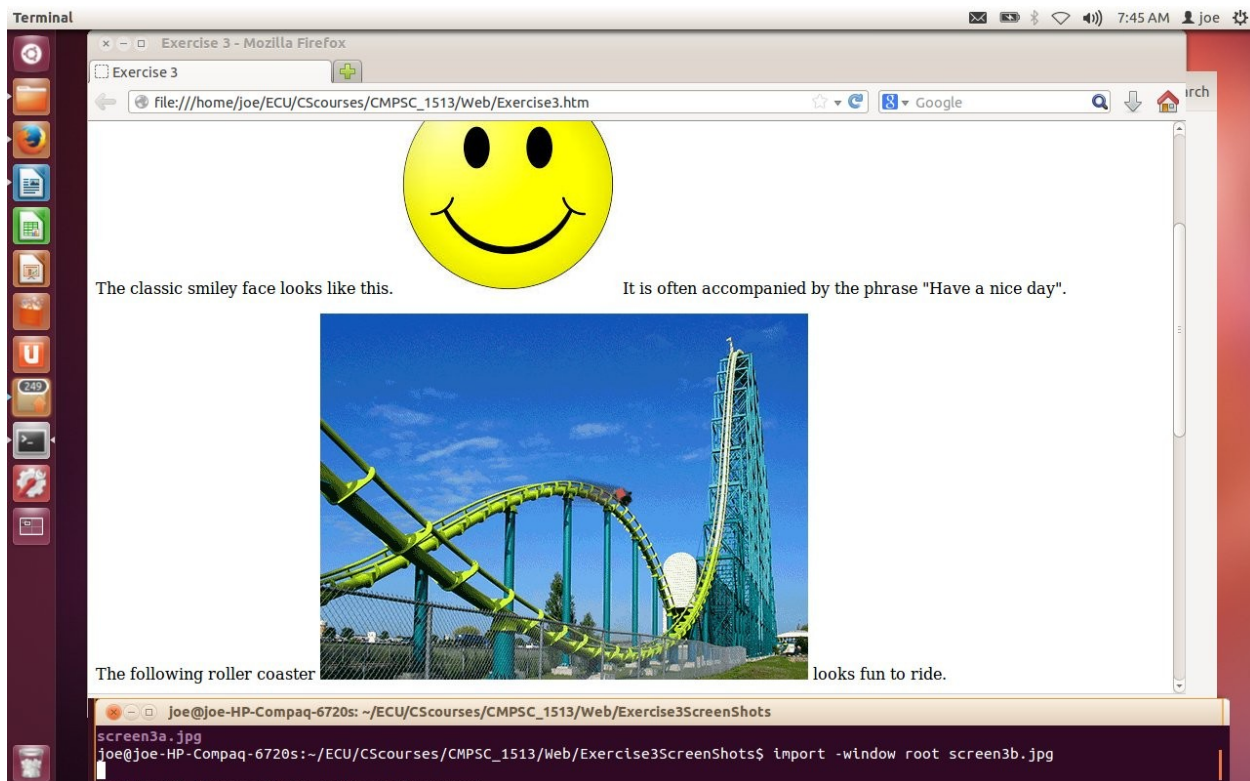 Terminal
7:45 AM joe
Exercise 3 - Mozilla Firefox
Exercise 3
file:///home/joe/ECU/CScourses/CMPSC_1513/Web/Exercise3.htm
8 Google
rch
U
249
The classic smiley face looks like this. It is often accompanied by the phrase "Have a nice day".
The following roller coaster looks fun to ride.
joe@joe-HP-Compaq-6720s: ~/ECU/CScourses/CMPSC_1513/Web/Exercise3ScreenShots
screen3a.jpg
joe@joe-HP-Compaq-6720s:~/ECU/CScourses/CMPSC_1513/Web/Exercise3ScreenShots$ import -window root screen3b.jpg